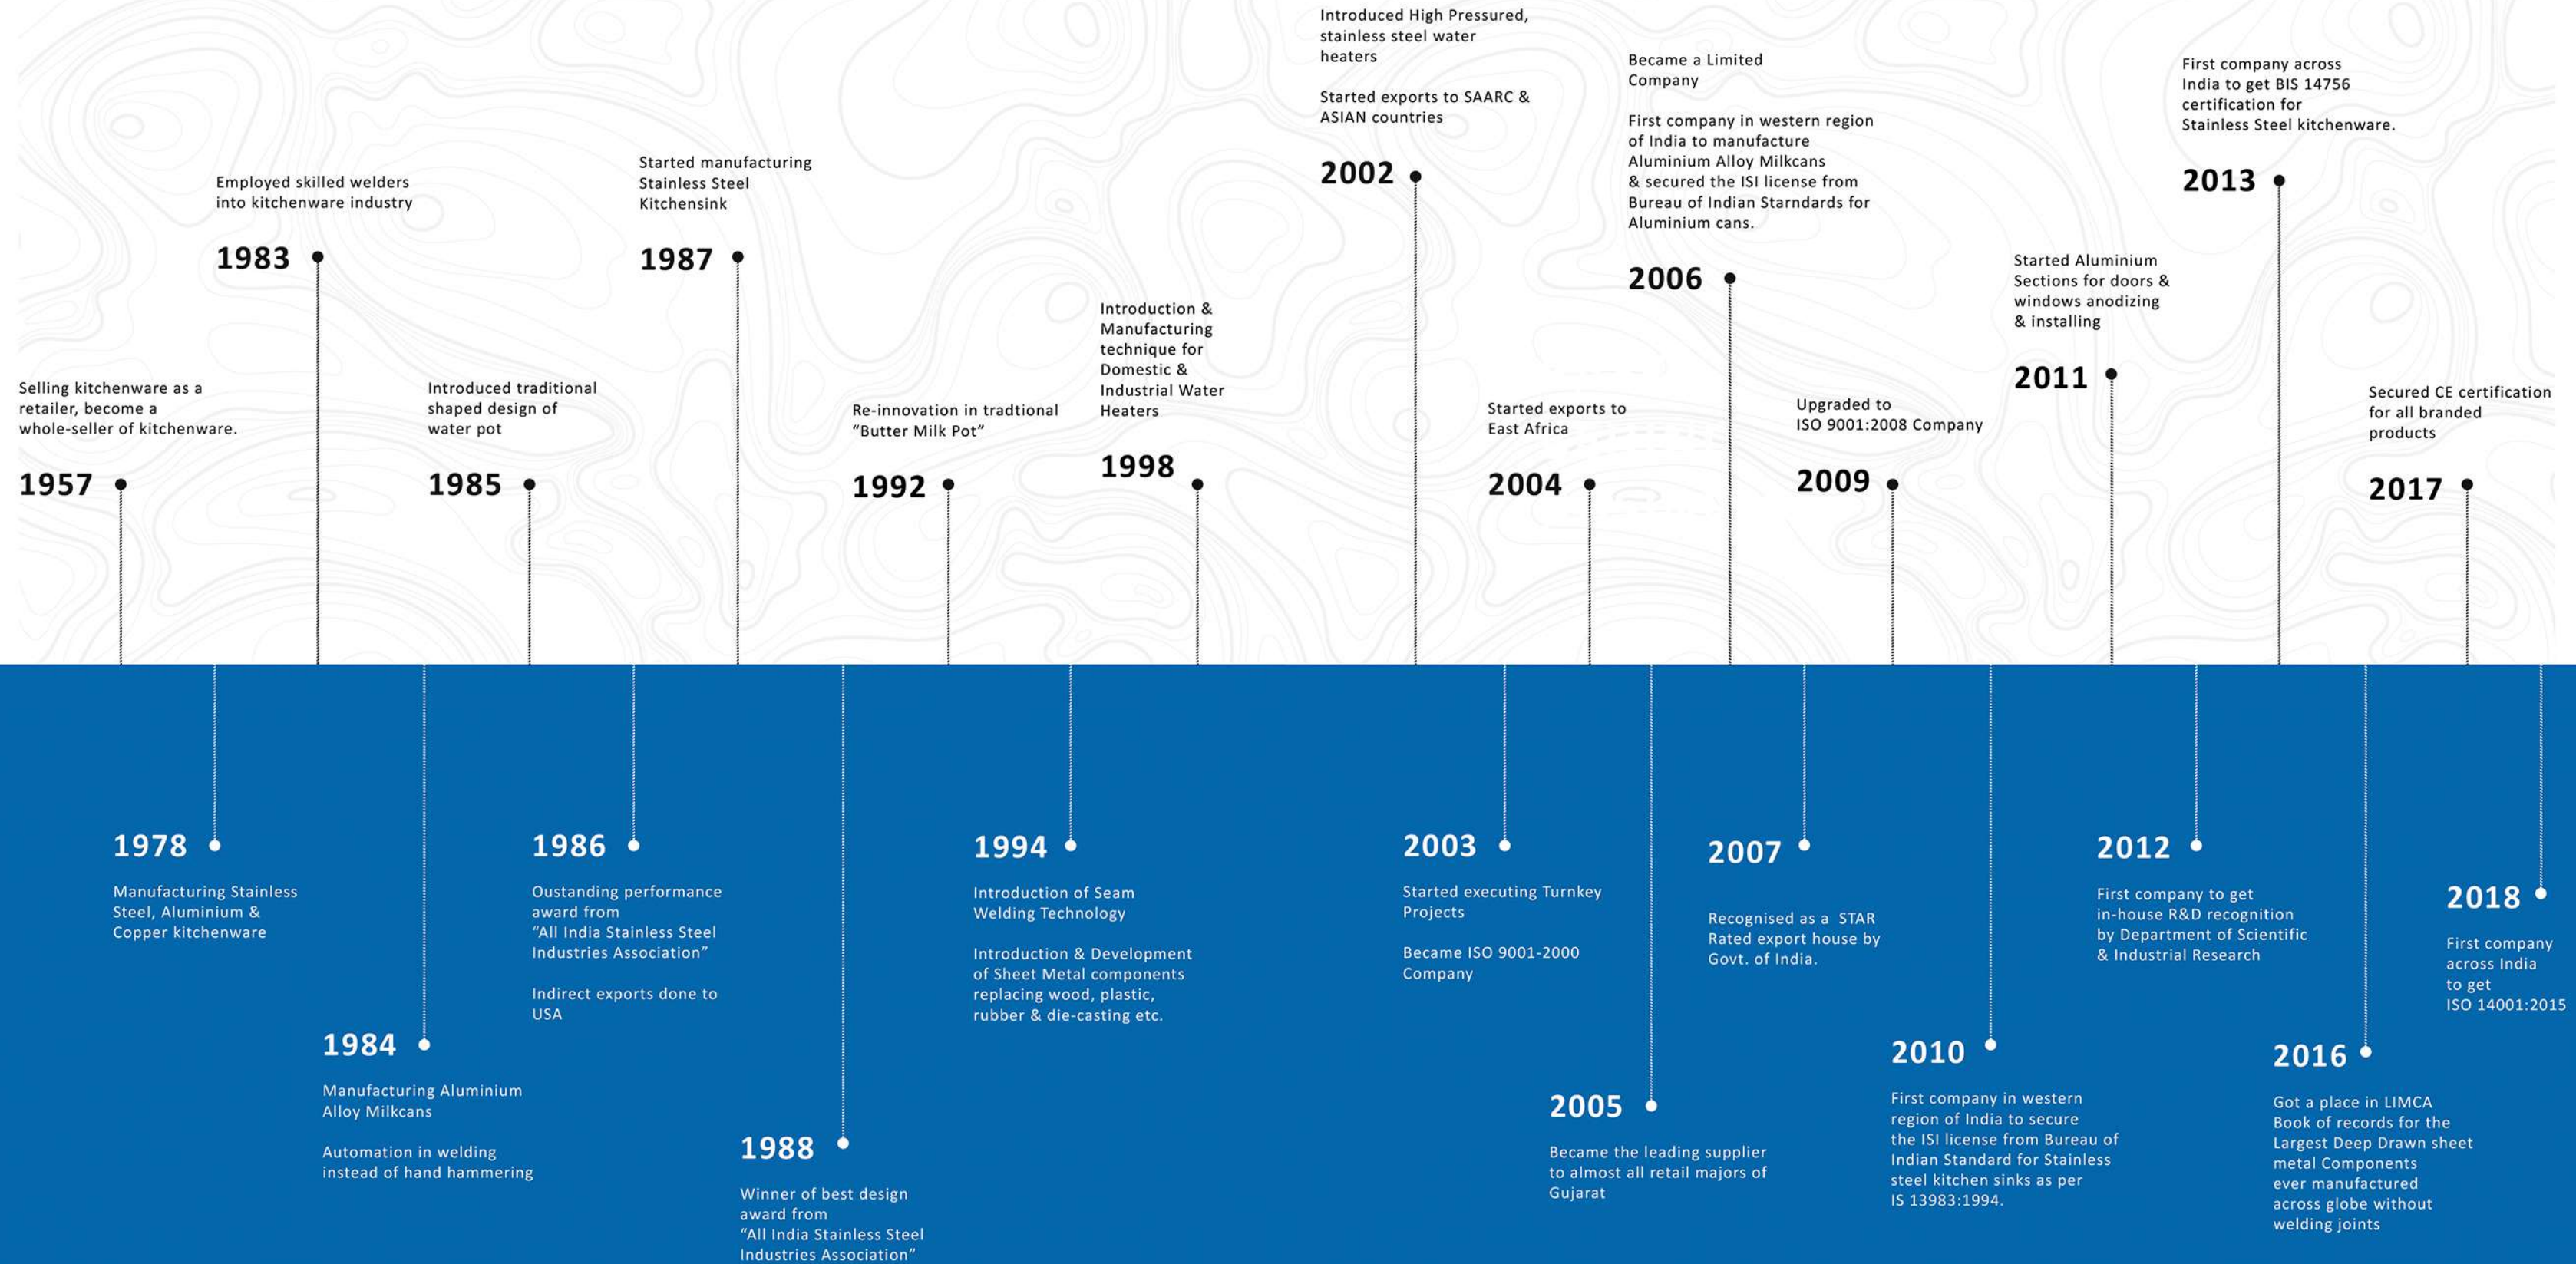 Selling kitchenware as a
retailer, become a
whole-seller of kitchenware.
1957
1978
Manufacturing Stainless
Steel, Aluminium &
Copper kitchenware
Employed skilled welders
into kitchenware industry
1983
1984
Manufacturing Aluminium
Alloy Milkcans
Automation in welding
instead of hand hammering
Introduced traditional
shaped design of
water pot
1985
1986
Oustanding performance
award from
“All India Stainless Steel
Industries Association”
Indirect exports done to
USA
Started manufacturing
Stainless Steel
Kitchensink
1987
1988
Winner of best design
award from
“All India Stainless Steel
Industries Association”
Re-innovation in tradtional
“Butter Milk Pot”
1992
1994
Introduction of Seam
Welding Technology
Introduction & Development
of Sheet Metal components
replacing wood, plastic,
rubber & die-casting etc.
Introduction &
Manufacturing
technique for
Domestic &
Industrial Water
Heaters
1998
Introduced High Pressured,
stainless steel water
heaters
Started exports to SAARC &
ASIAN countries
2002
2003
Started executing Turnkey
Projects
Became ISO 9001-2000
Company
Started exports to
East Africa
2004
2005
Became the leading supplier
to almost all retail majors of
Gujarat
Became a Limited
Company
First company in western region
of India to manufacture
Aluminium Alloy Milkcans
& secured the ISI license from
Bureau of Indian Starndards for
Aluminium cans.
2006
2007
Recognised as a STAR
Rated export house by
Govt. of India.
Upgraded to
ISO 9001:2008 Company
2009
2010
First company in western
region of India to secure
the ISI license from Bureau of
Indian Standard for Stainless
steel kitchen sinks as per
IS 13983:1994.
Started Aluminium
Sections for doors &
windows anodizing
& installing
2011
2012
First company to get
in-house R&D recognition
by Department of Scientific
& Industrial Research
First company across
India to get BIS 14756
certification for
Stainless Steel kitchenware.
2013
2016
Got a place in LIMCA
Book of records for the
Largest Deep Drawn sheet
metal Components
ever manufactured
across globe without
welding joints
Secured CE certification
for all branded
products
2017
2018
First company
across India
to get
ISO 14001:2015